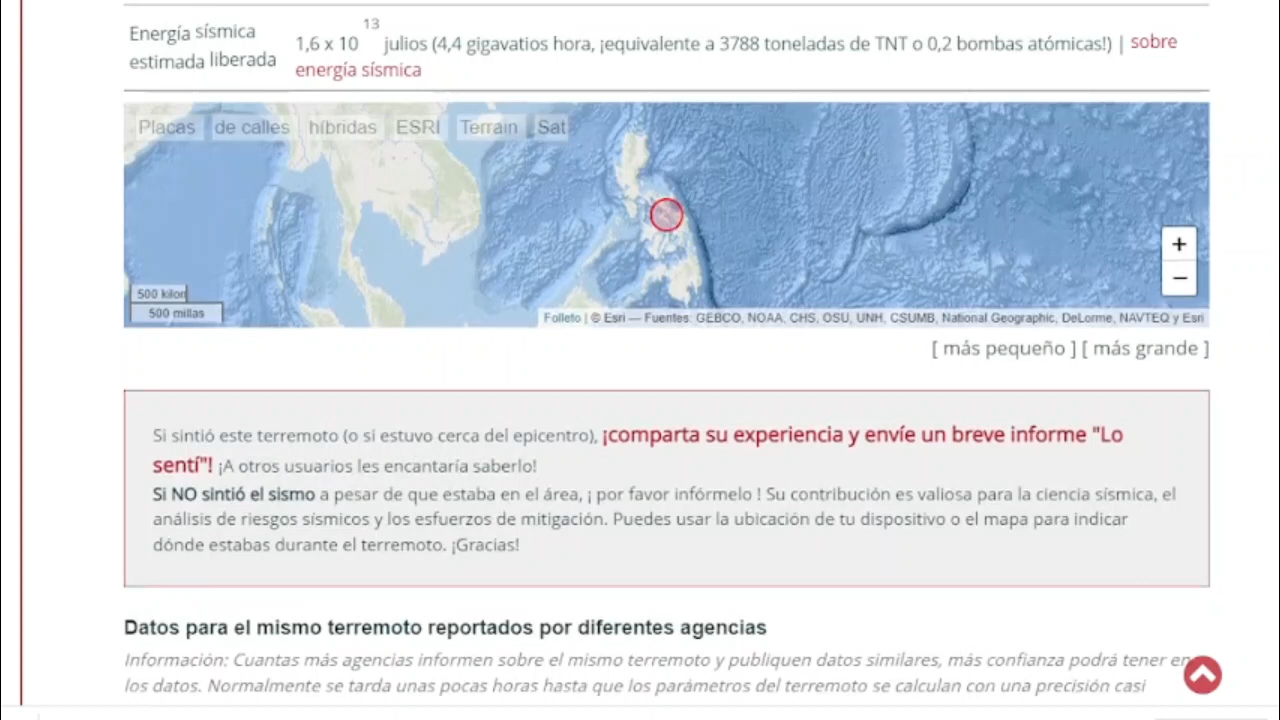 Energía sísmica
estimada liberada
1,6 x 10 13 julios (4,4 gigavatios hora, ¡equivalente a 3788 toneladas de TNT o 0,2 bombas atómicas!) | sobre
energía sísmica
Placas de calles híbridas ESRI Terrain Sat
+
−
500 kilon
500 millas
Folleto | © Esri — Fuentes: GEBCO, NOAA, CHS, OSU, UNH, CSUMB, National Geographic, DeLorme, NAVTEQ y Esri
[ más pequeño ] [ más grande ]
Si sintió este terremoto (o si estuvo cerca del epicentro), ¡comparta su experiencia y envíe un breve informe "Lo
sentí"! ¡A otros usuarios les encantaría saberlo!
Si NO sintió el sismo a pesar de que estaba en el área, ¡ por favor infórmelo ! Su contribución es valiosa para la ciencia sísmica, el
análisis de riesgos sísmicos y los esfuerzos de mitigación. Puedes usar la ubicación de tu dispositivo o el mapa para indicar
dónde estabas durante el terremoto. ¡Gracias!
Datos para el mismo terremoto reportados por diferentes agencias
Información: Cuantas más agencias informen sobre el mismo terremoto y publiquen datos similares, más confianza podrá tener en
los datos. Normalmente se tarda unas pocas horas hasta que los parámetros del terremoto se calculan con una precisión casi